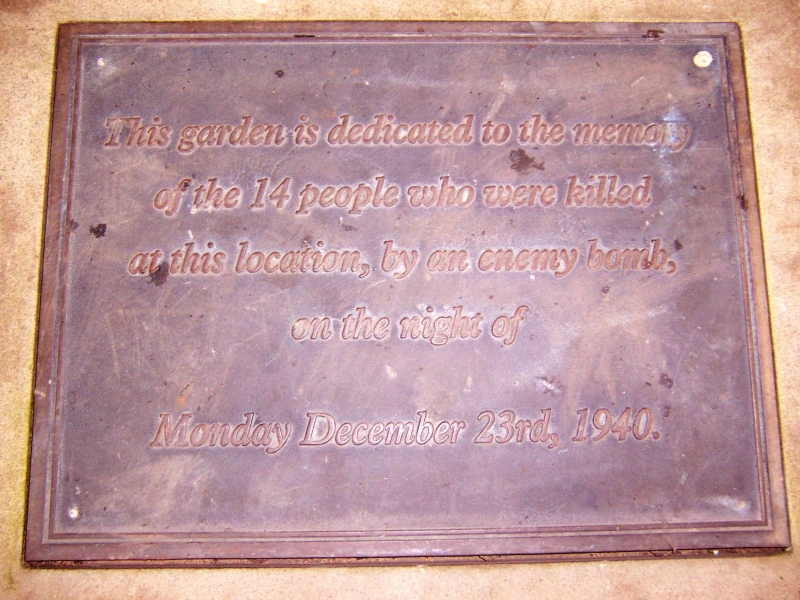 This garden is dedicated to the memory
of the 14 people who were killed
at this location, by an enemy bomb,
on the night of
Monday December 23rd, 1940.